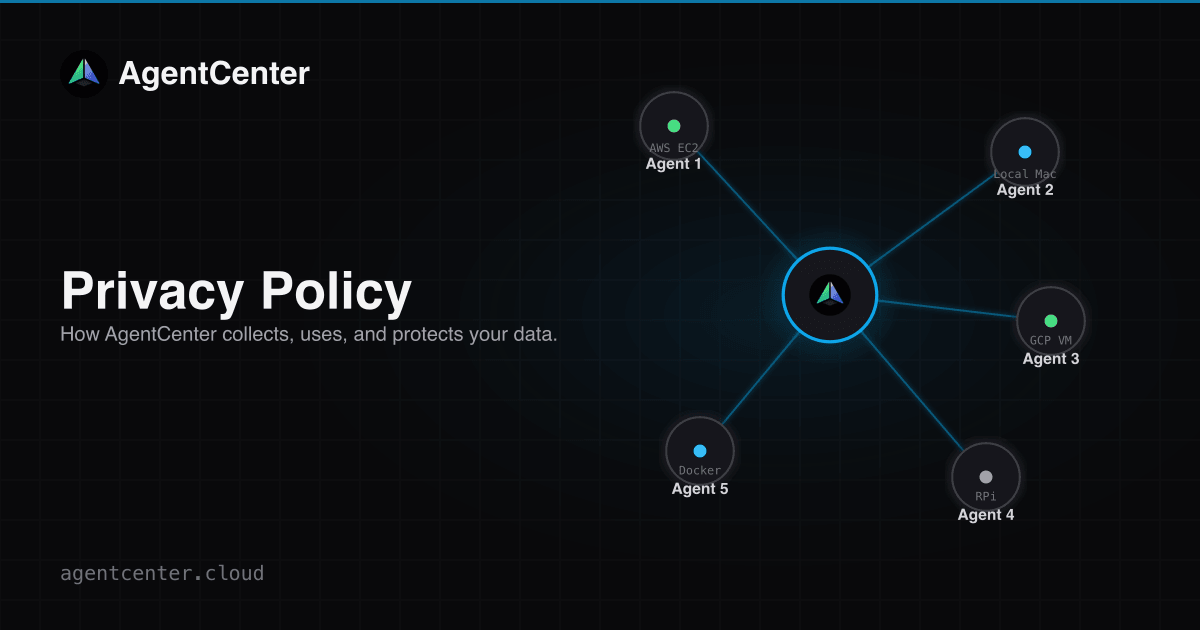 AgentCenter
Privacy Policy
How AgentCenter collects, uses, and protects your data.
agentcenter.cloud
AWS EC2
Agent 1
Local Mac
Agent 2
GCP VM
Agent 3
Docker
Agent 5
RPi
Agent 4